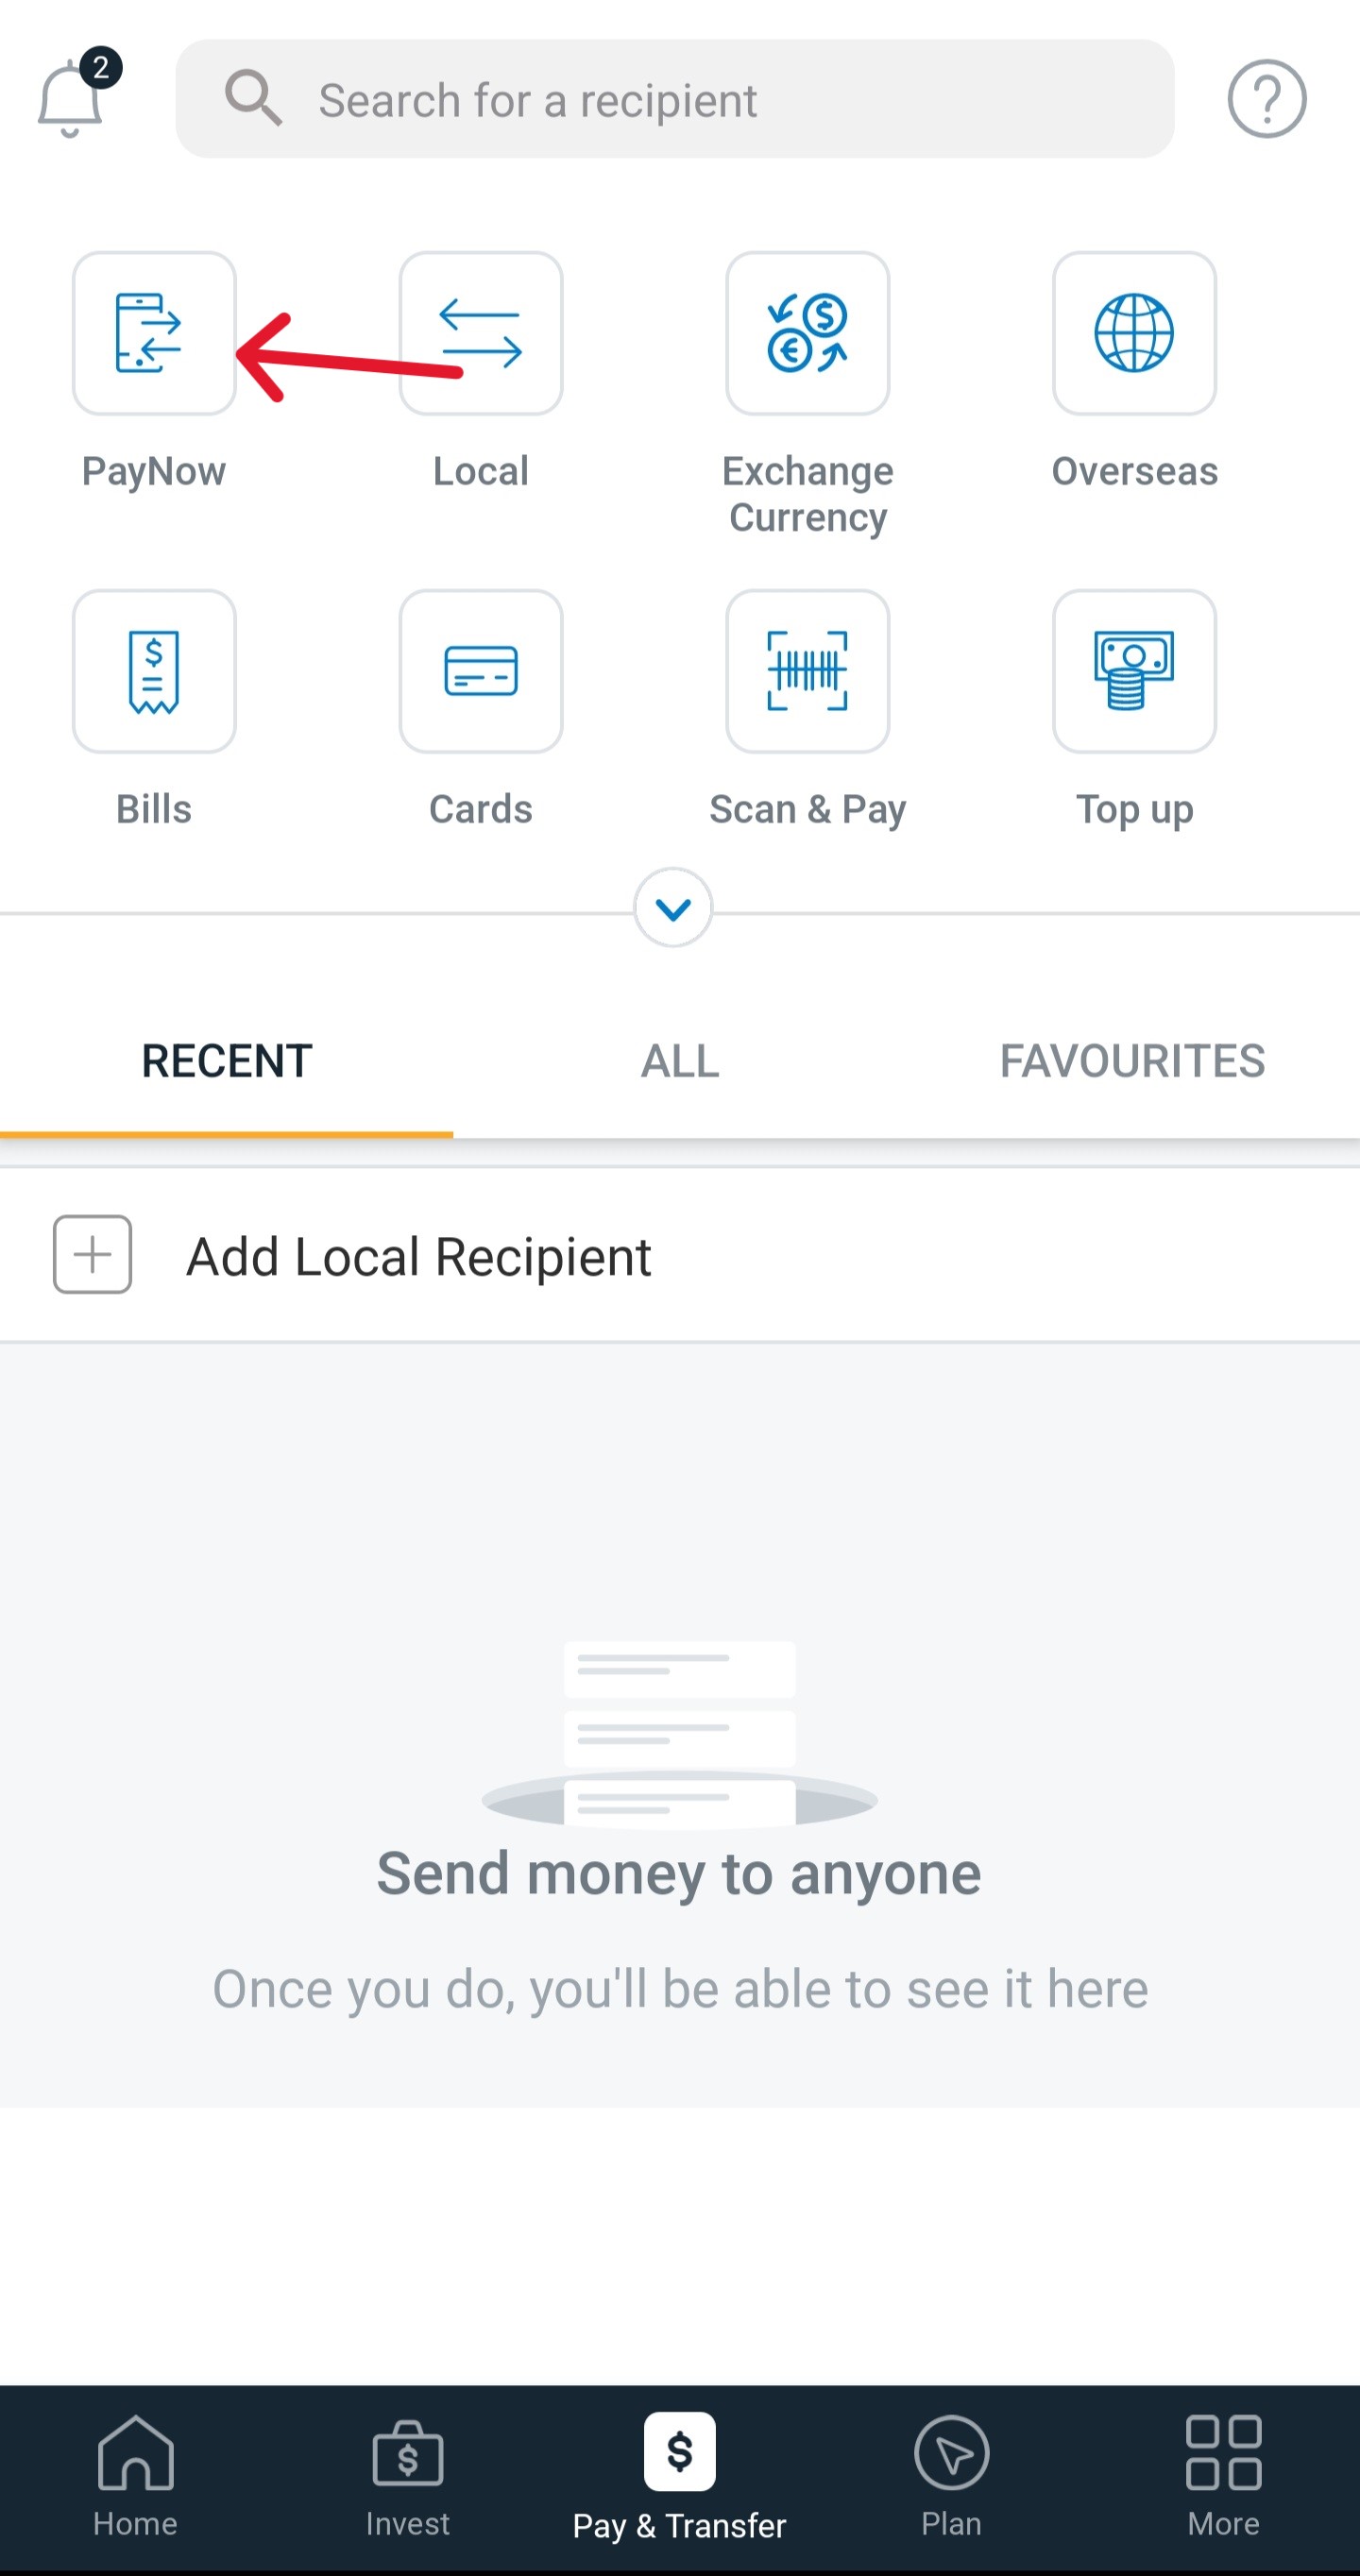 2
Search for a recipient
PayNow
Local
Exchange
Currency
Overseas
Bills
Cards
Scan & Pay
Top up
RECENT
ALL
FAVOURITES
Add Local Recipient
Send money to anyone
Once you do, you'll be able to see it here
Home
Invest
Pay & Transfer
Plan
More